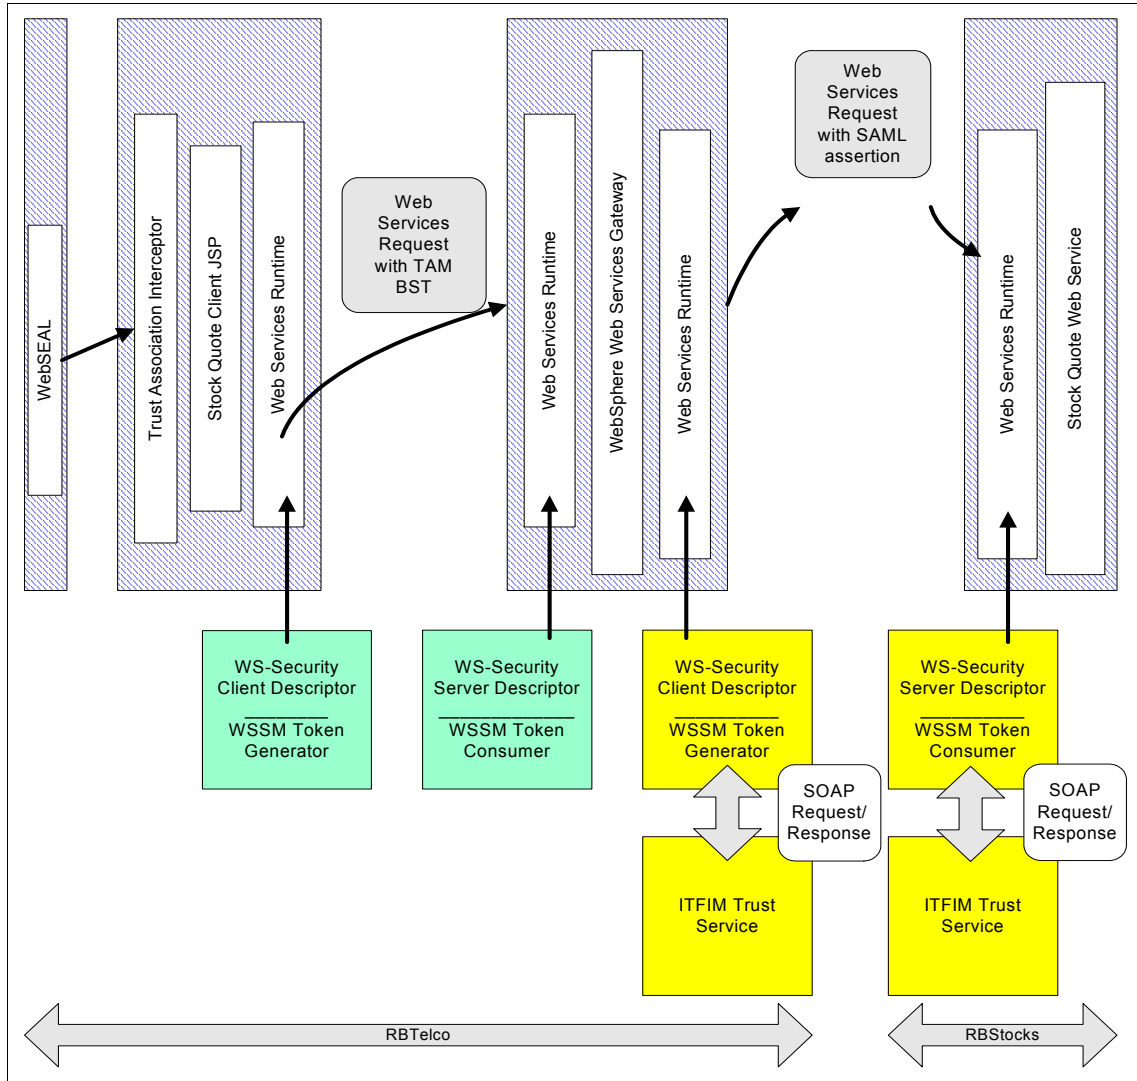 WebSEAL
Trust Association Interceptor
Stock Quote Client JSP
Web Services Runtime
Web
Services
Request
with TAM
BST
Web Services Runtime
WebSphere Web Services Gateway
Web Services Runtime
Web
Services
Request
with SAML
assertion
Web Services Runtime
Stock Quote Web Service
WS-Security
Client Descriptor
WSSM Token
Generator
WS-Security
Server Descriptor
WSSM Token
Consumer
WS-Security
Client Descriptor
WSSM Token
Generator
WS-Security
Server Descriptor
WSSM Token
Consumer
SOAP
Request/
Response
SOAP
Request/
Response
ITFIM Trust
Service
ITFIM Trust
Service
RBTelco
RBStocks